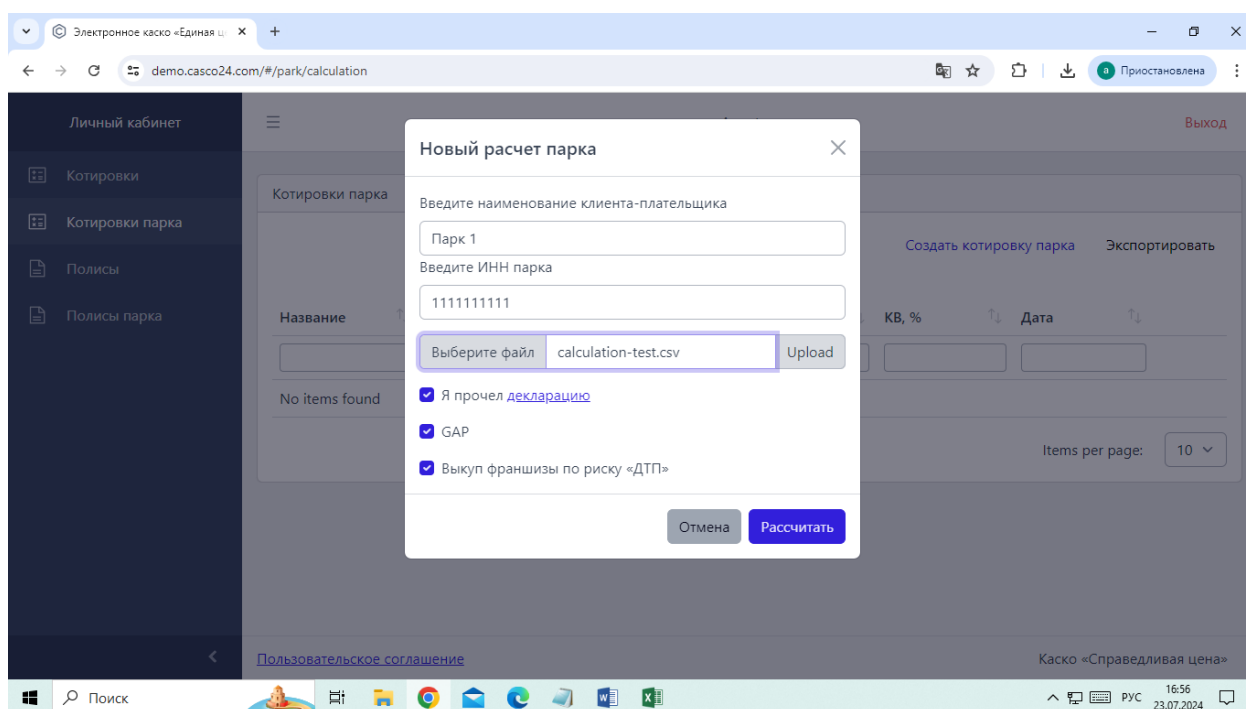 Электронное каско «Единая ц
demo.casco24.com/#/park/calculation
а Приостановлена
Личный кабинет
Выход
Котировки
Котировки парка
Полисы
Полисы парка
Котировки парка
Создать котировку парка Экспортировать
Название КВ, % Дата
No items found
Items per page: 10
Новый расчет парка
Введите наименование клиента-плательщика
Парк 1
Введите ИНН парка
1111111111
Выберите файл calculation-test.csv Upload
Я прочел декларацию
GAP
Выкуп франшизы по риску «ДТП»
Отмена Рассчитать
Пользовательское соглашение Каско «Справедливая цена»
Поиск
РУС 16:56
23.07.2024